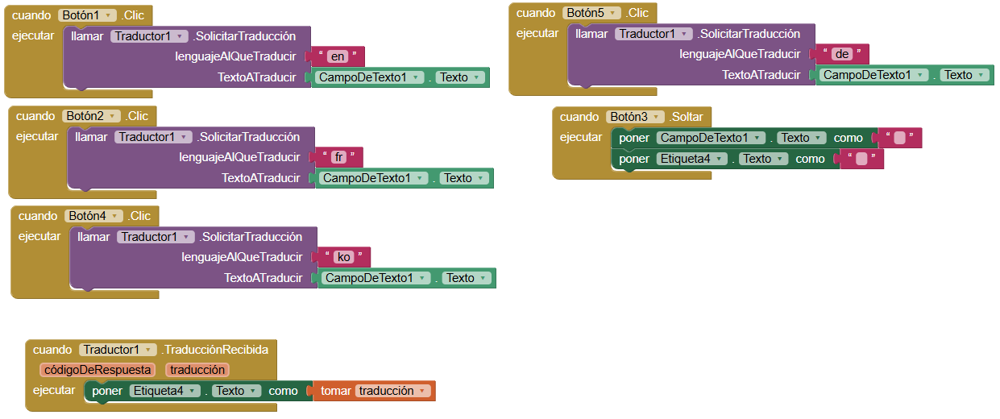 cuando Botón1 .Clic
ejecutar llamar Traductor1 .SolicitarTraducción
lenguajeAlQueTraducir “ en ”
TextoATraducir CampoDeTexto1 . Texto
cuando Botón2 .Clic
ejecutar llamar Traductor1 .SolicitarTraducción
lenguajeAlQueTraducir “ fr ”
TextoATraducir CampoDeTexto1 . Texto
cuando Botón4 .Clic
ejecutar llamar Traductor1 .SolicitarTraducción
lenguajeAlQueTraducir “ ko ”
TextoATraducir CampoDeTexto1 . Texto
cuando Traductor1 .TraducciónRecibida
códigoDeRespuesta traducción
ejecutar poner Etiqueta4 . Texto como tomar traducción
cuando Botón5 .Clic
ejecutar llamar Traductor1 .SolicitarTraducción
lenguajeAlQueTraducir “ de ”
TextoATraducir CampoDeTexto1 . Texto
cuando Botón3 .Soltar
ejecutar poner CampoDeTexto1 . Texto como “ ”
poner Etiqueta4 . Texto como “ ”